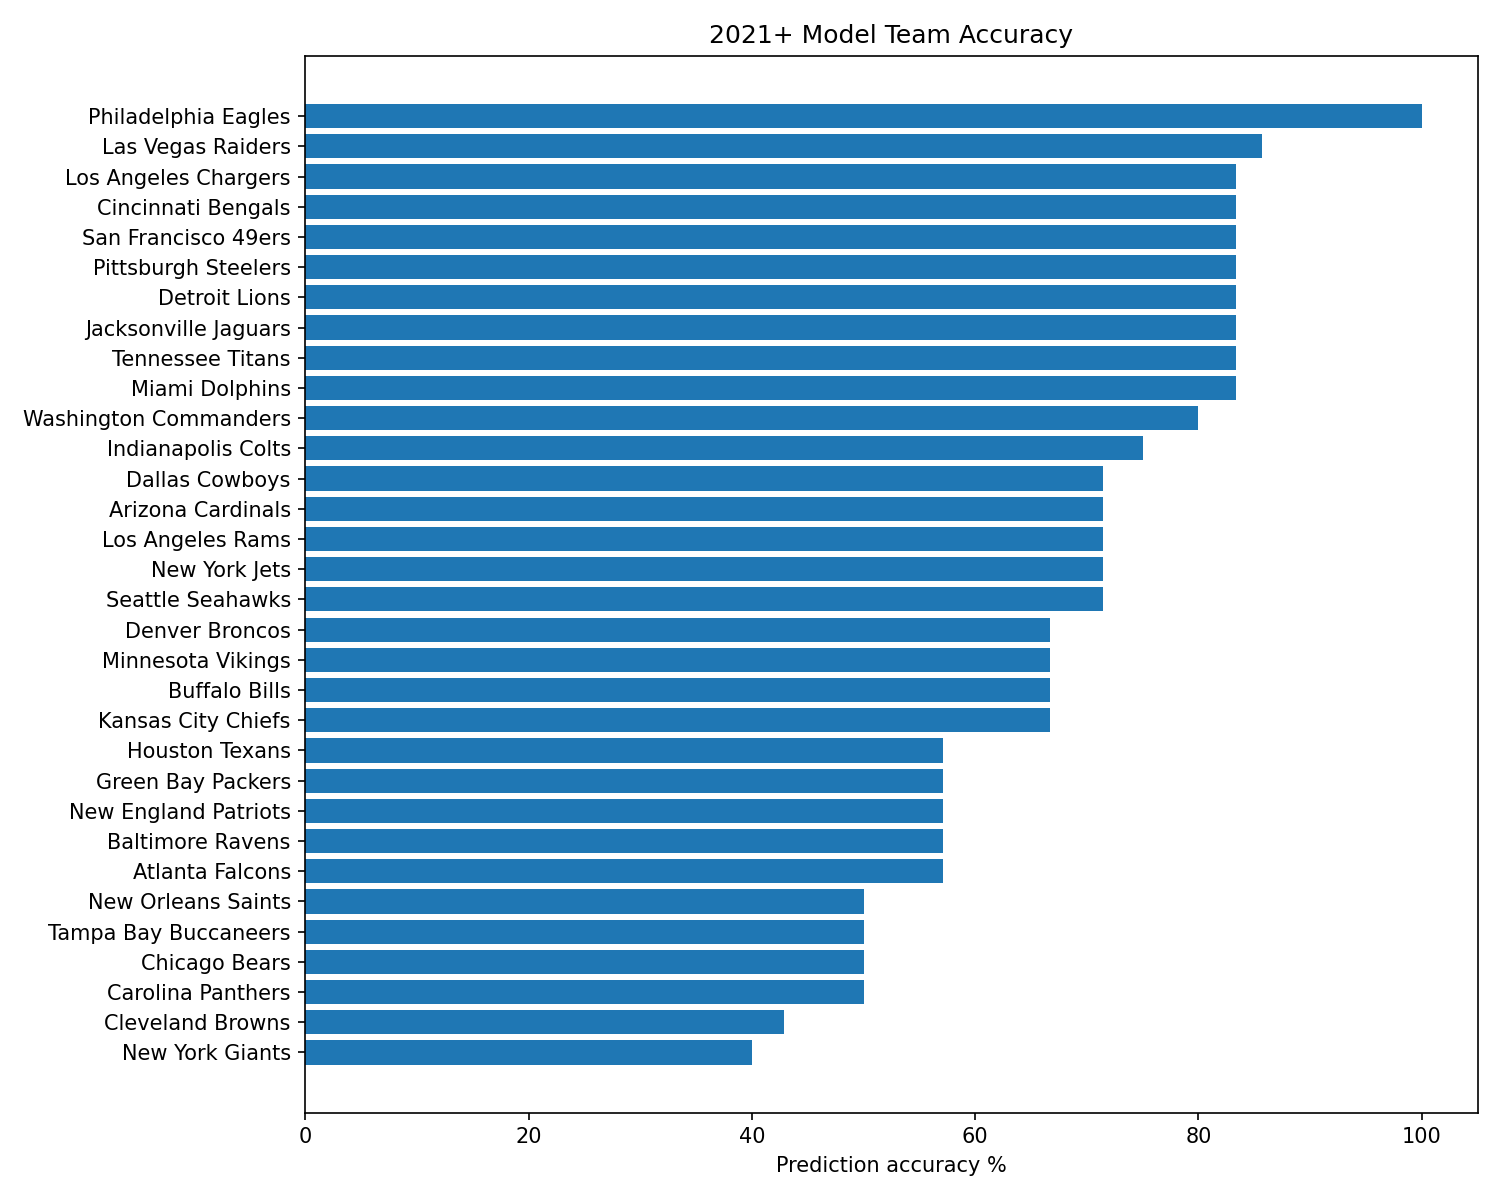 2021+ Model Team Accuracy
Philadelphia Eagles
Las Vegas Raiders
Los Angeles Chargers
Cincinnati Bengals
San Francisco 49ers
Pittsburgh Steelers
Detroit Lions
Jacksonville Jaguars
Tennessee Titans
Miami Dolphins
Washington Commanders
Indianapolis Colts
Dallas Cowboys
Arizona Cardinals
Los Angeles Rams
New York Jets
Seattle Seahawks
Denver Broncos
Minnesota Vikings
Buffalo Bills
Kansas City Chiefs
Houston Texans
Green Bay Packers
New England Patriots
Baltimore Ravens
Atlanta Falcons
New Orleans Saints
Tampa Bay Buccaneers
Chicago Bears
Carolina Panthers
Cleveland Browns
New York Giants
0 20 40 60 80 100
Prediction accuracy %